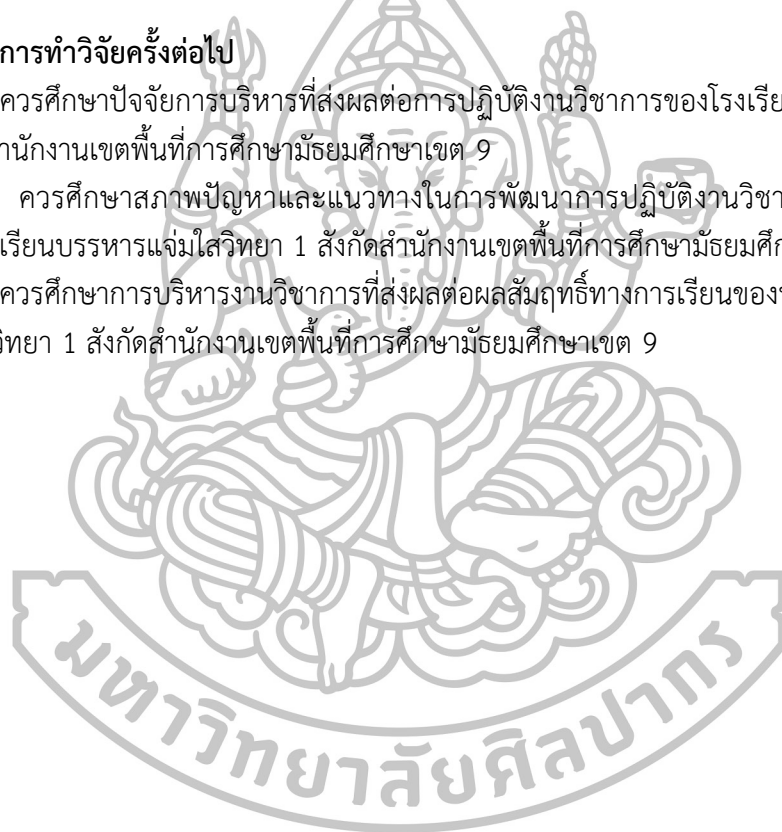 การทำวิจัยครั้งต่อไป
ควรศึกษาปัจจัยการบริหารที่ส่งผลต่อการปฏิบัติงานวิชาการของโรงเรีย
สำนักงานเขตพื้นที่การศึกษามัธยมศึกษาเขต 9
ควรศึกษาสภาพปัญหาและแนวทางในการพัฒนาการปฏิบัติงานวิชา
เรียนบรรหารแจ่มใสวิทยา 1 สังกัดสำนักงานเขตพื้นที่การศึกษามัธยมศึก
ควรศึกษาการบริหารงานวิชาการที่ส่งผลต่อผลสัมฤทธิ์ทางการเรียนของ
วิทยา 1 สังกัดสำนักงานเขตพื้นที่การศึกษามัธยมศึกษาเขต 9
มหาวิทยาลัยศิลปากร